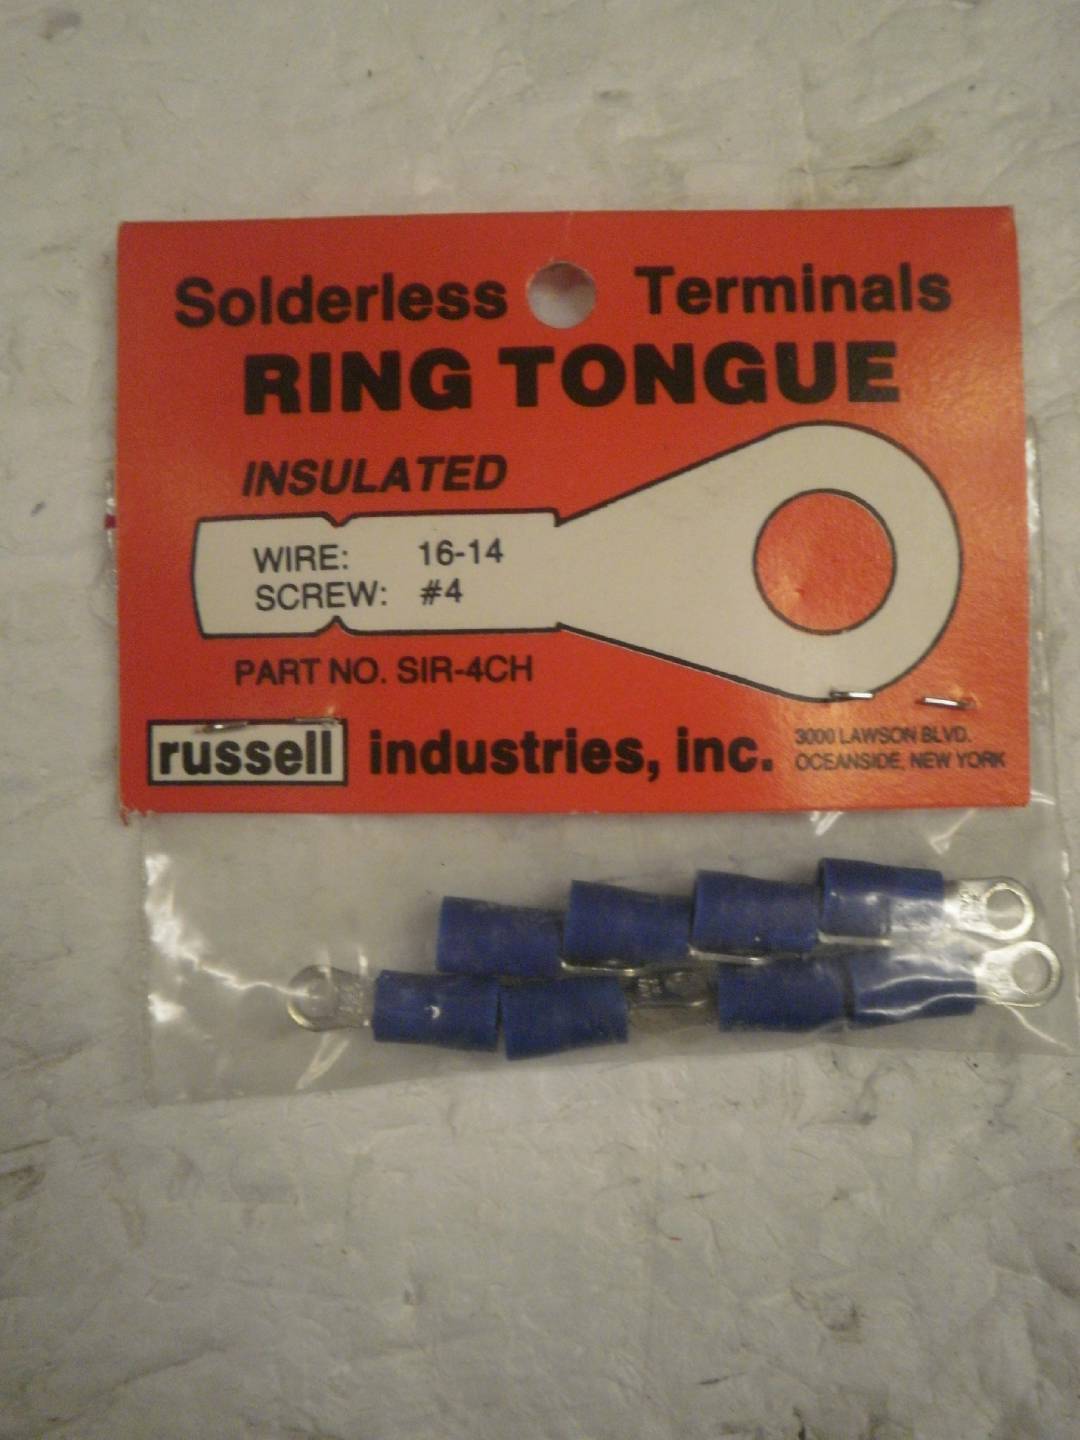 Solderless Terminals
RING TONGUE
INSULATED
WIRE: 16-14
SCREW: #4
PART NO. SIR-4CH
russell industries, inc.
3000 LAWSON BLVD.
OCEANSIDE, NEW YORK